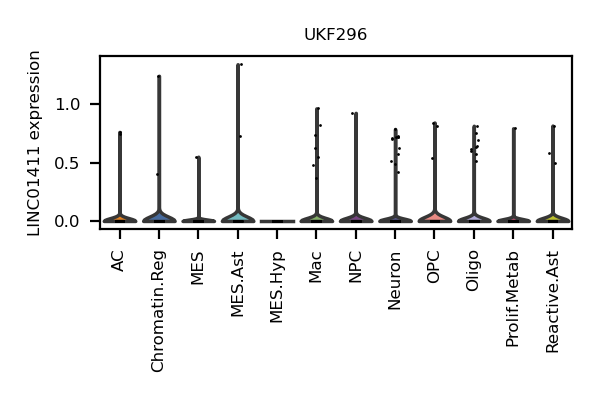 UKF296
LINC01411 expression
1.0
0.5
0.0
AC
Chromatin.Reg
MES
MES.Ast
MES.Hyp
Mac
NPC
Neuron
OPC
Oligo
Prolif.Metab
Reactive.Ast